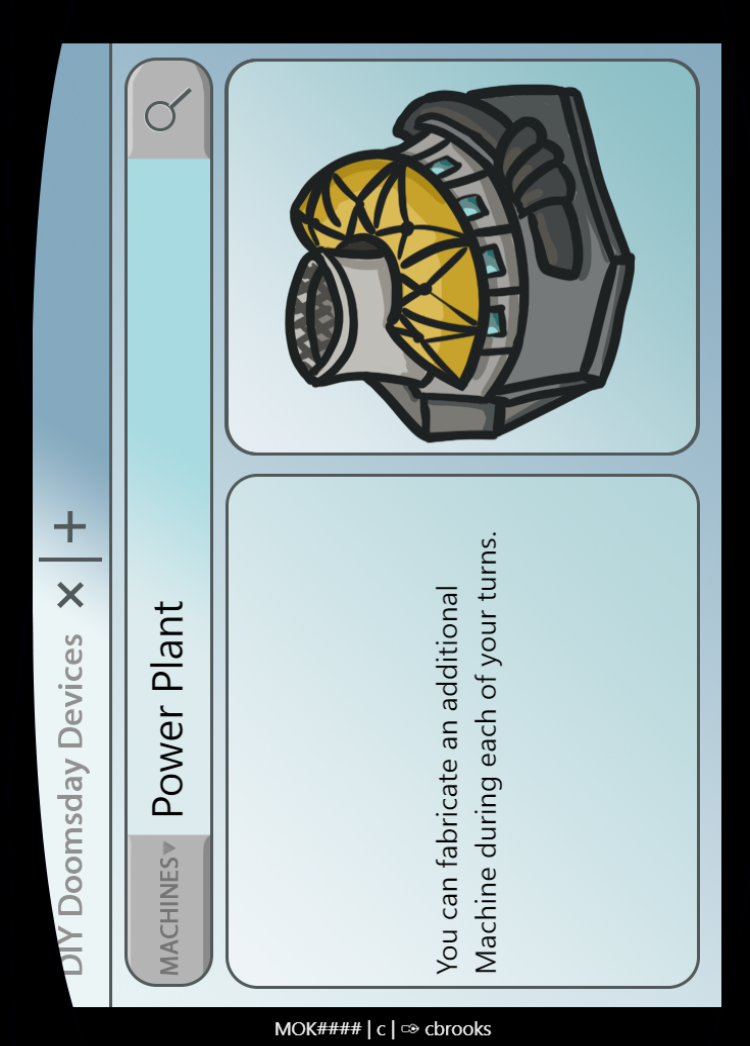 DIY Doomsday Devices
MACHINES
Power Plant
You can fabricate an additional
Machine during each of your turns.
MOK#### | c | ✑ cbrooks